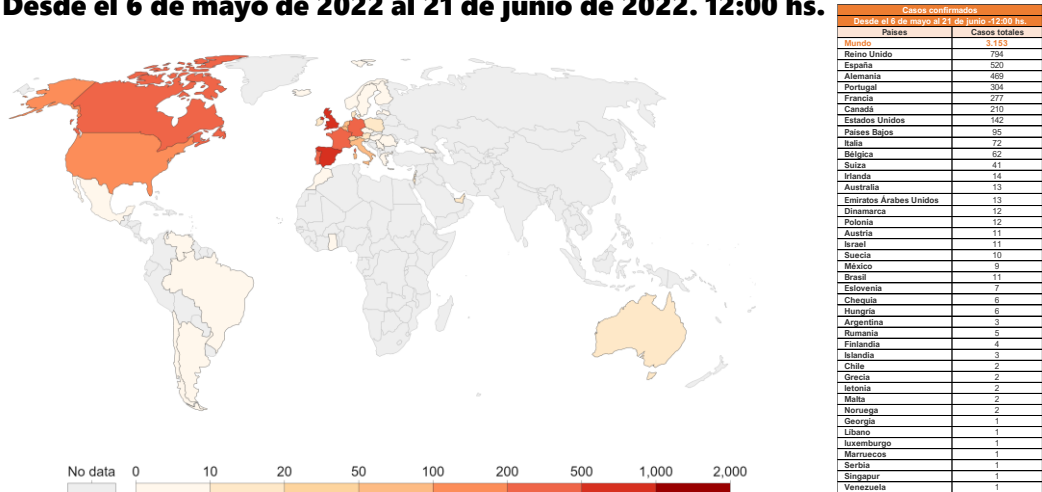 Desde el 6 de mayo de 2022 al 21 de junio de 2022. 12:00 hs.
Casos confirmados
Desde el 6 de mayo al 21 de junio -12:00 hs.
Países Casos totales
Mundo 3.153
Reino Unido 794
España 520
Alemania 469
Portugal 304
Francia 277
Canadá 210
Estados Unidos 142
Países Bajos 95
Italia 72
Bélgica 62
Suiza 41
Irlanda 14
Australia 13
Emiratos Árabes Unidos 13
Dinamarca 12
Polonia 12
Austria 11
Israel 11
Suecia 10
México 9
Brasil 11
Eslovenia 7
Chequia 6
Hungría 6
Argentina 3
Rumania 5
Finlandia 4
Islandia 3
Chile 2
Grecia 2
letonia 2
Malta 2
Noruega 2
Georgia 1
Líbano 1
luxemburgo 1
Marruecos 1
Serbia 1
Singapur 1
Venezuela 1
No data 0 10 20 50 100 200 500 1,000 2,000